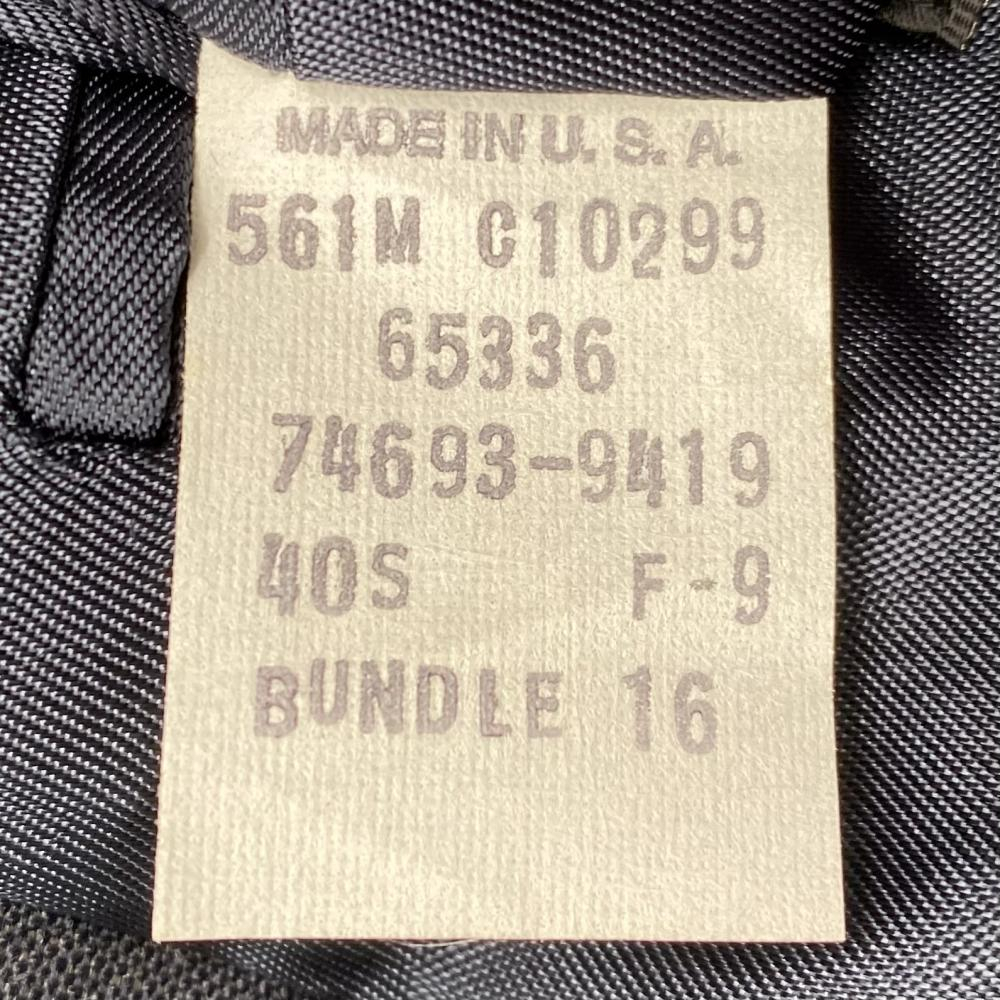 MADE IN U. S. A.
561M C10299
65336
74693-9419
40S F-9
BUNDLE 16